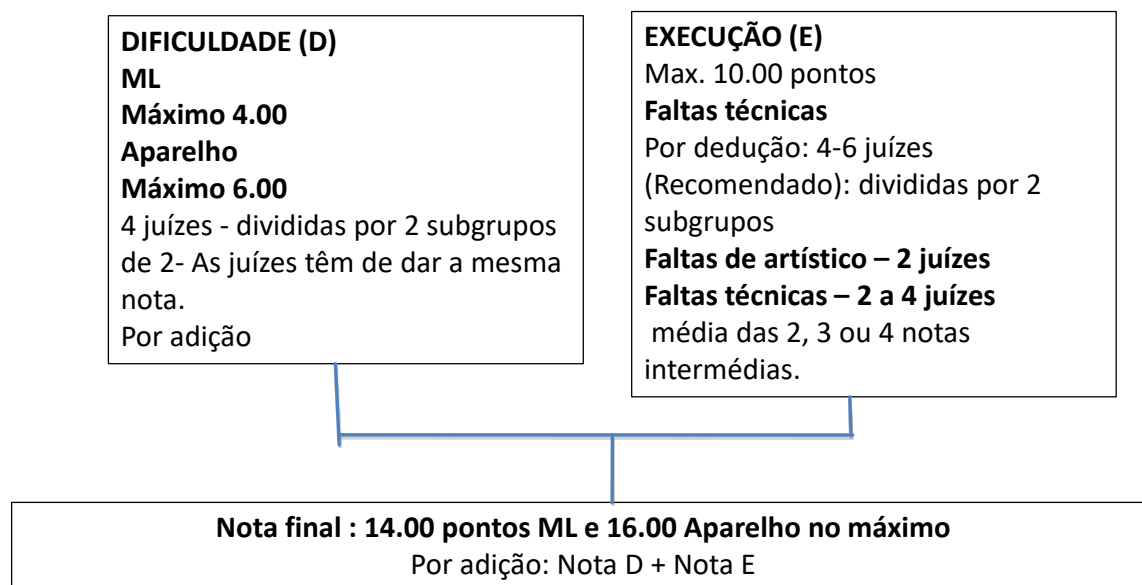 DIFICULDADE (D)
ML
Máximo 4.00
Aparelho
Máximo 6.00
4 juízes - divididas por 2 subgrupos
de 2- As juízes têm de dar a mesma
nota.
Por adição
EXECUÇÃO (E)
Max. 10.00 pontos
Faltas técnicas
Por dedução: 4-6 juízes
(Recomendado): divididas por 2
subgrupos
Faltas de artístico – 2 juízes
Faltas técnicas – 2 a 4 juízes
média das 2, 3 ou 4 notas
intermédias.
Nota final : 14.00 pontos ML e 16.00 Aparelho no máximo
Por adição: Nota D + Nota E